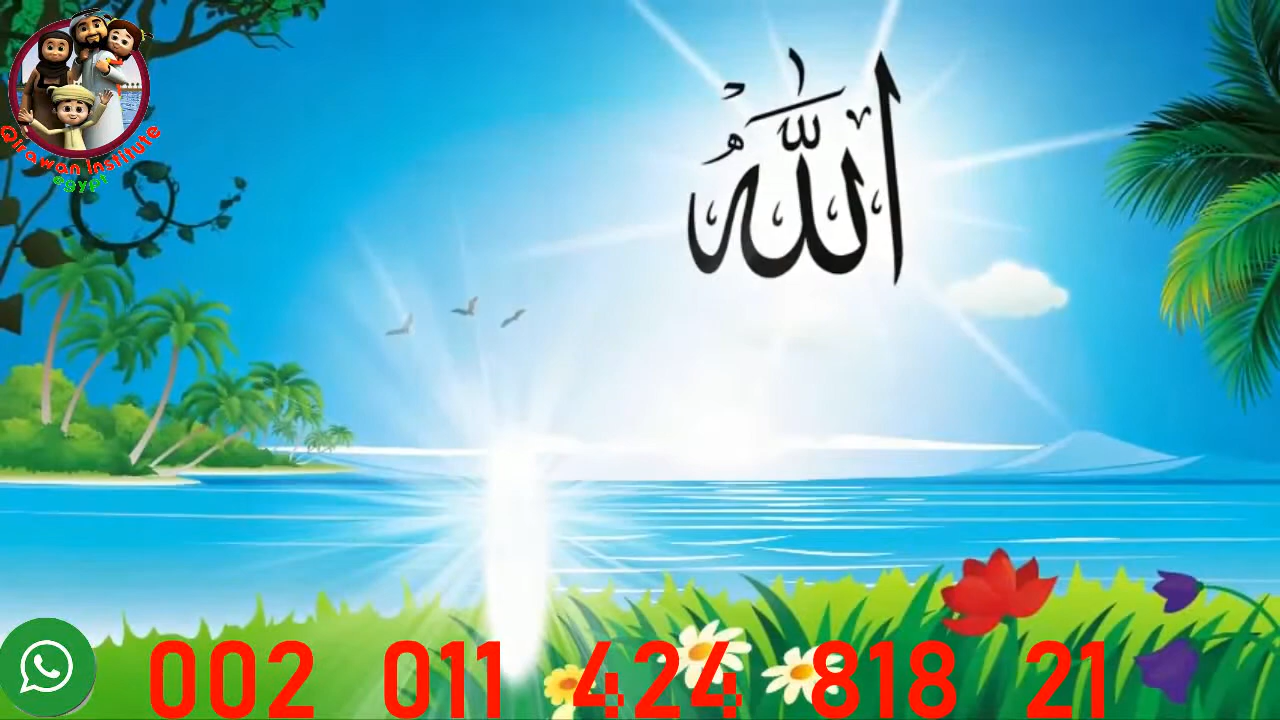 الله
Qirawan Institute
egypt
002 011 424 818 21